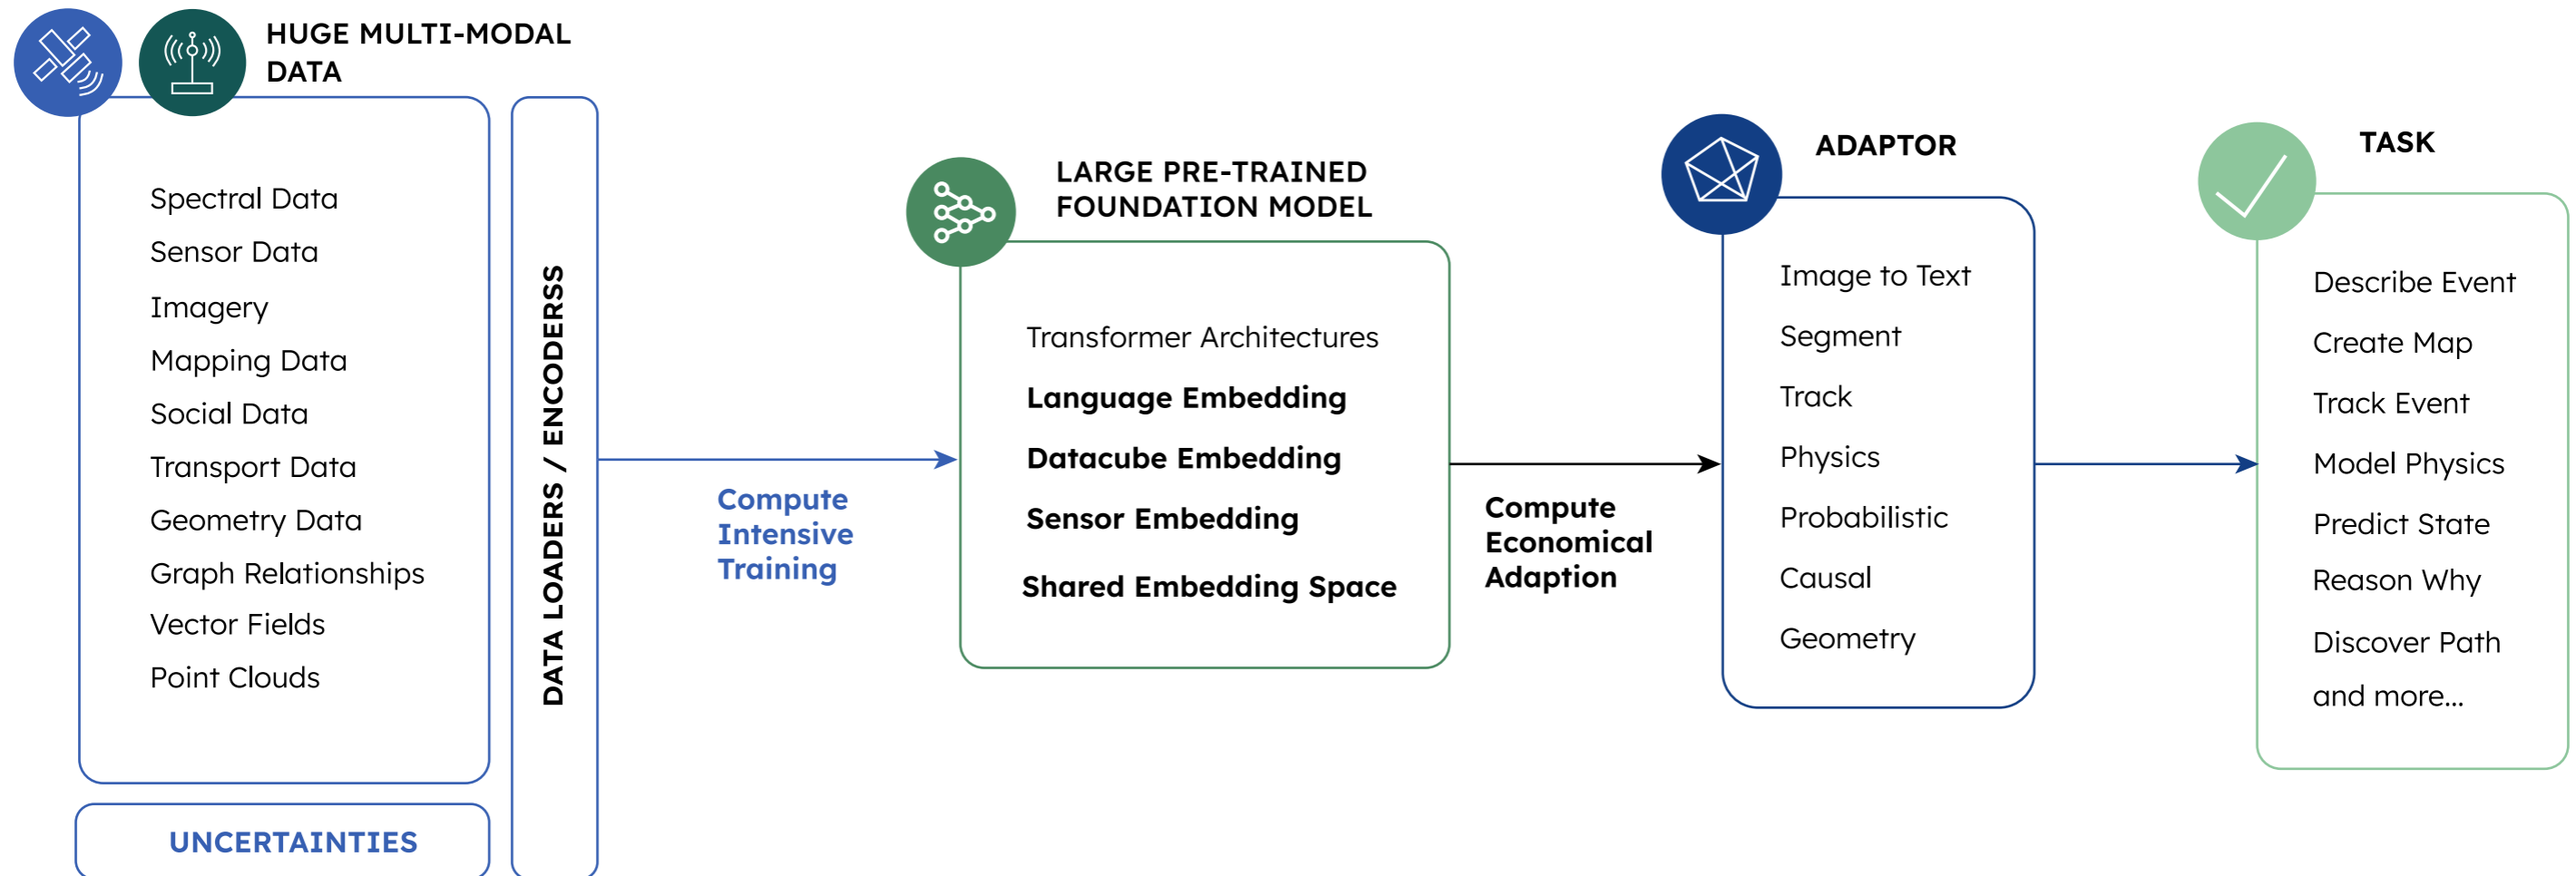 HUGE MULTI-MODAL
DATA
Spectral Data
Sensor Data
Imagery
Mapping Data
Social Data
Transport Data
Geometry Data
Graph Relationships
Vector Fields
Point Clouds
UNCERTAINTIES
DATA LOADERS / ENCODERSS
Compute
Intensive
Training
LARGE PRE-TRAINED
FOUNDATION MODEL
Transformer Architectures
Language Embedding
Datacube Embedding
Sensor Embedding
Shared Embedding Space
Compute
Economical
Adaption
ADAPTOR
Image to Text
Segment
Track
Physics
Probabilistic
Causal
Geometry
TASK
Describe Event
Create Map
Track Event
Model Physics
Predict State
Reason Why
Discover Path
and more...